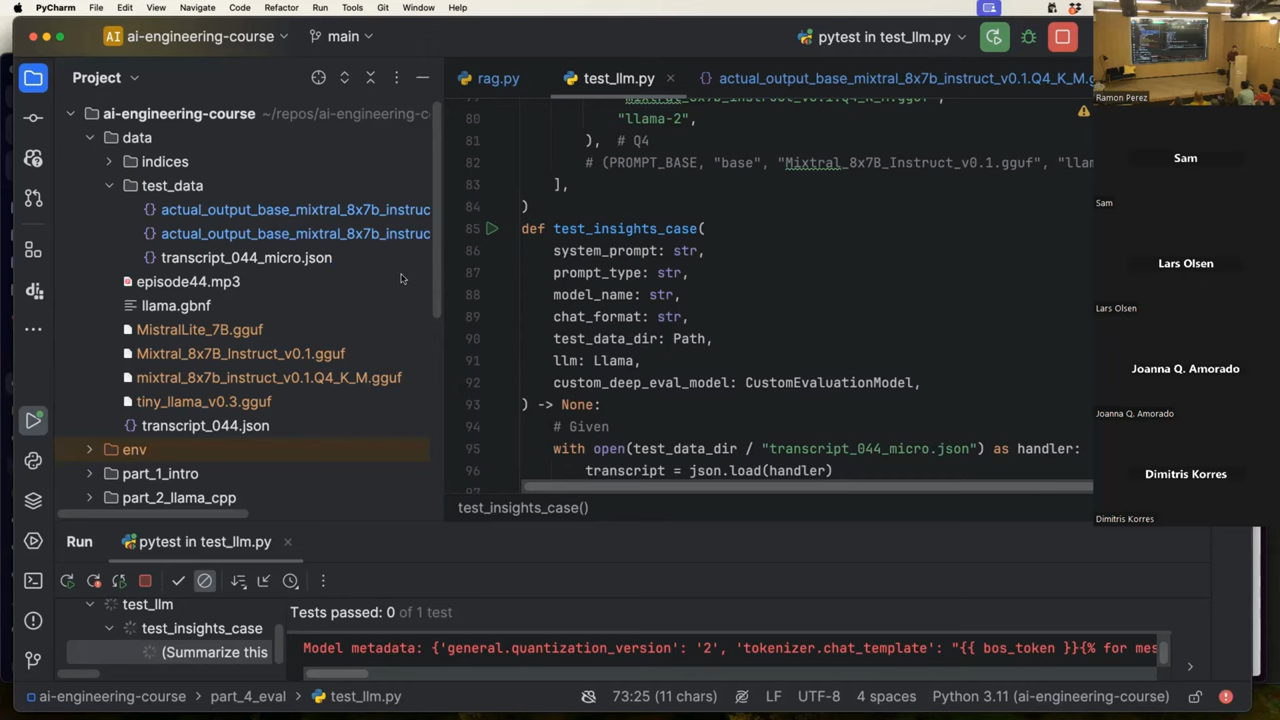 PyCharm File Edit View Navigate Code Refactor Run Tools Git Window Help
AI ai-engineering-course main pytest in test_llm.py
Project
rag.py test_llm.py actual_output_base_mixtral_8x7b_instruct_v0.1.Q4_K_M.g
ai-engineering-course ~/repos/ai-engineering-c
data
indices
test_data
actual_output_base_mixtral_8x7b_instruc
actual_output_base_mixtral_8x7b_instruc
transcript_044_micro.json
episode44.mp3
llama.gbnf
MistralLite_7B.gguf
Mixtral_8x7B_Instruct_v0.1.gguf
mixtral_8x7b_instruct_v0.1.Q4_K_M.gguf
tiny_llama_v0.3.gguf
transcript_044.json
env
part_1_intro
part_2_llama_cpp
79 "mixtral_8x7b_instruct_v0.1.Q4_K_M.gguf",
80 "llama-2",
81 ), # Q4
82 # (PROMPT_BASE, "base", "Mixtral_8x7B_Instruct_v0.1.gguf", "llam
83 ],
84 )
85 def test_insights_case(
86 system_prompt: str,
87 prompt_type: str,
88 model_name: str,
89 chat_format: str,
90 test_data_dir: Path,
91 llm: Llama,
92 custom_deep_eval_model: CustomEvaluationModel,
93 ) -> None:
94 # Given
95 with open(test_data_dir / "transcript_044_micro.json") as handler:
96 transcript = json.load(handler)
97
test_insights_case()
Run pytest in test_llm.py
test_llm
test_insights_case
(Summarize this
Tests passed: 0 of 1 test
Model metadata: {'general.quantization_version': '2', 'tokenizer.chat_template': "{{ bos_token }}{% for mes
ai-engineering-course part_4_eval test_llm.py 73:25 (11 chars) LF UTF-8 4 spaces Python 3.11 (ai-engineering-course)
Ramon Perez
Sam
Sam
Lars Olsen
Lars Olsen
Joanna Q. Amorado
Joanna Q. Amorado
Dimitris Korres
Dimitris Korres